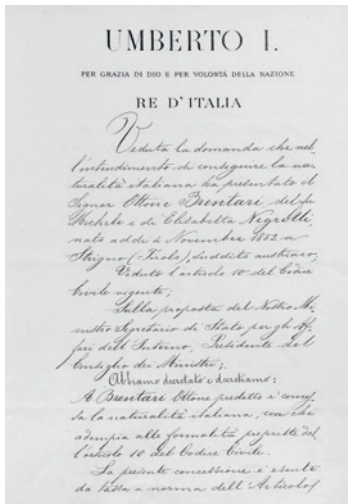 UMBERTO I.
PER GRAZIA DI DIO E PER VOLONTÀ DELLA NAZIONE
RE D'ITALIA
Veduta la domanda che nel-
l'intendimento di conseguire la na-
turalità italiana ha presentato il
Signor Ottone Brentari, del fu
Michele e di Elisabetta Negrelli,
nato addì 4 Novembre 1852 a
Strigno (Tirolo), suddito austriaco;
Veduto l'articolo 10 del Codice
Civile vigente;
Sulla proposta del Nostro Mi-
nistro Segretario di Stato per gli Af-
fari dell'Interno, Presidente del
Consiglio dei Ministri;
Abbiamo decretato e decretiamo:
A Brentari Ottone predetto è conces-
sa la naturalità italiana, con che
adempia alle formalità prescritte dal-
l'articolo 10 del Codice Civile.
La presente concessione è esente
da tassa a norma dell'Articolo